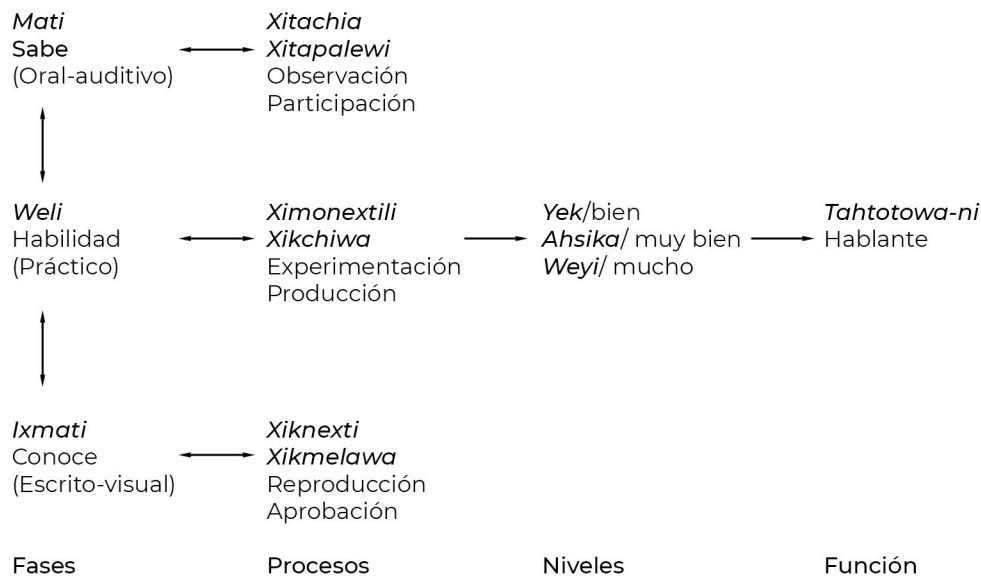 Mati
Sabe
(Oral-auditivo)
Xitachia
Xitapalewi
Observación
Participación
Weli
Habilidad
(Práctico)
Ximonextili
Xikchiwa
Experimentación
Producción
Yek/bien
Ahsika/ muy bien
Weyi/ mucho
Tahtotowa-ni
Hablante
Ixmati
Conoce
(Escrito-visual)
Xiknexti
Xikmelawa
Reproducción
Aprobación
Fases
Procesos
Niveles
Función